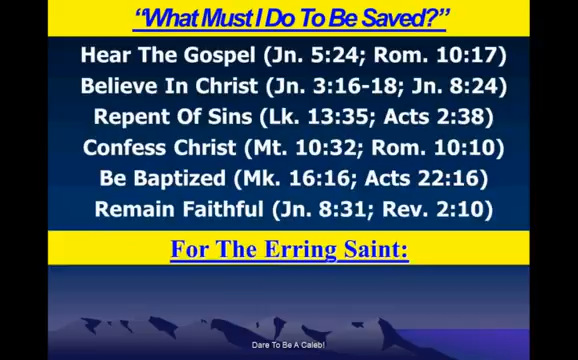 “What Must I Do To Be Saved?”
Hear The Gospel (Jn. 5:24; Rom. 10:17)
Believe In Christ (Jn. 3:16-18; Jn. 8:24)
Repent Of Sins (Lk. 13:35; Acts 2:38)
Confess Christ (Mt. 10:32; Rom. 10:10)
Be Baptized (Mk. 16:16; Acts 22:16)
Remain Faithful (Jn. 8:31; Rev. 2:10)
For The Erring Saint:
Dare To Be A Caleb!